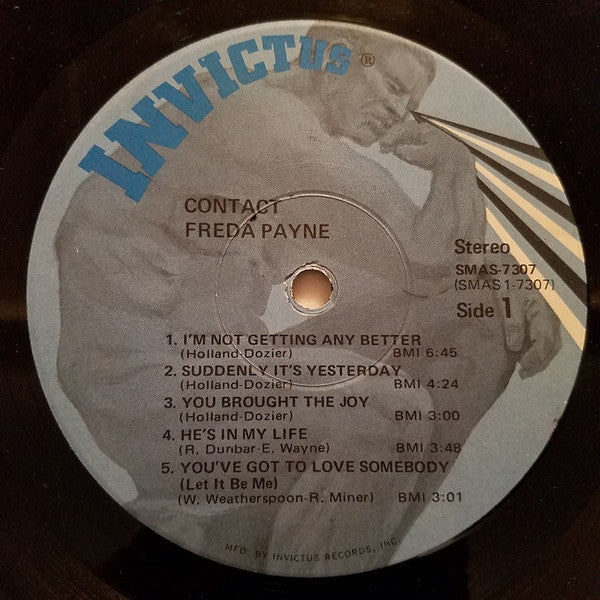 INVICTUS®
CONTACT
FREDA PAYNE
Stereo
SMAS-7307
(SMAS 1-7307)
Side 1
1. I'M NOT GETTING ANY BETTER
(Holland-Dozier) BMI 6:45
2. SUDDENLY IT'S YESTERDAY
(Holland-Dozier) BMI 4:24
3. YOU BROUGHT THE JOY
(Holland-Dozier) BMI 3:00
4. HE'S IN MY LIFE
(R. Dunbar-E. Wayne) BMI 3:48
5. YOU'VE GOT TO LOVE SOMEBODY
(Let It Be Me)
(W. Weatherspoon-R. Miner) BMI 3:01
MFD. BY INVICTUS RECORDS, INC.